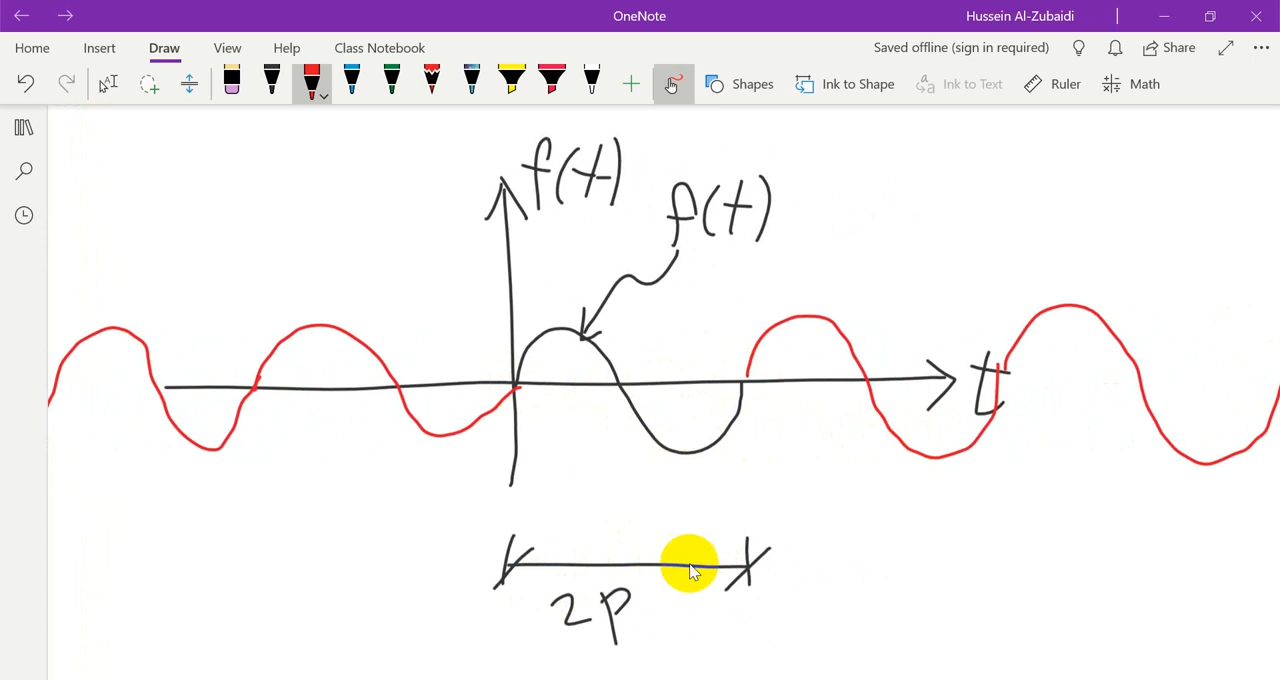 OneNote
Hussein Al-Zubaidi
Home Insert Draw View Help Class Notebook
Saved offline (sign in required)
Share
Shapes
Ink to Shape
Ink to Text
Ruler
Math
f(t)
f(t)
t
2p